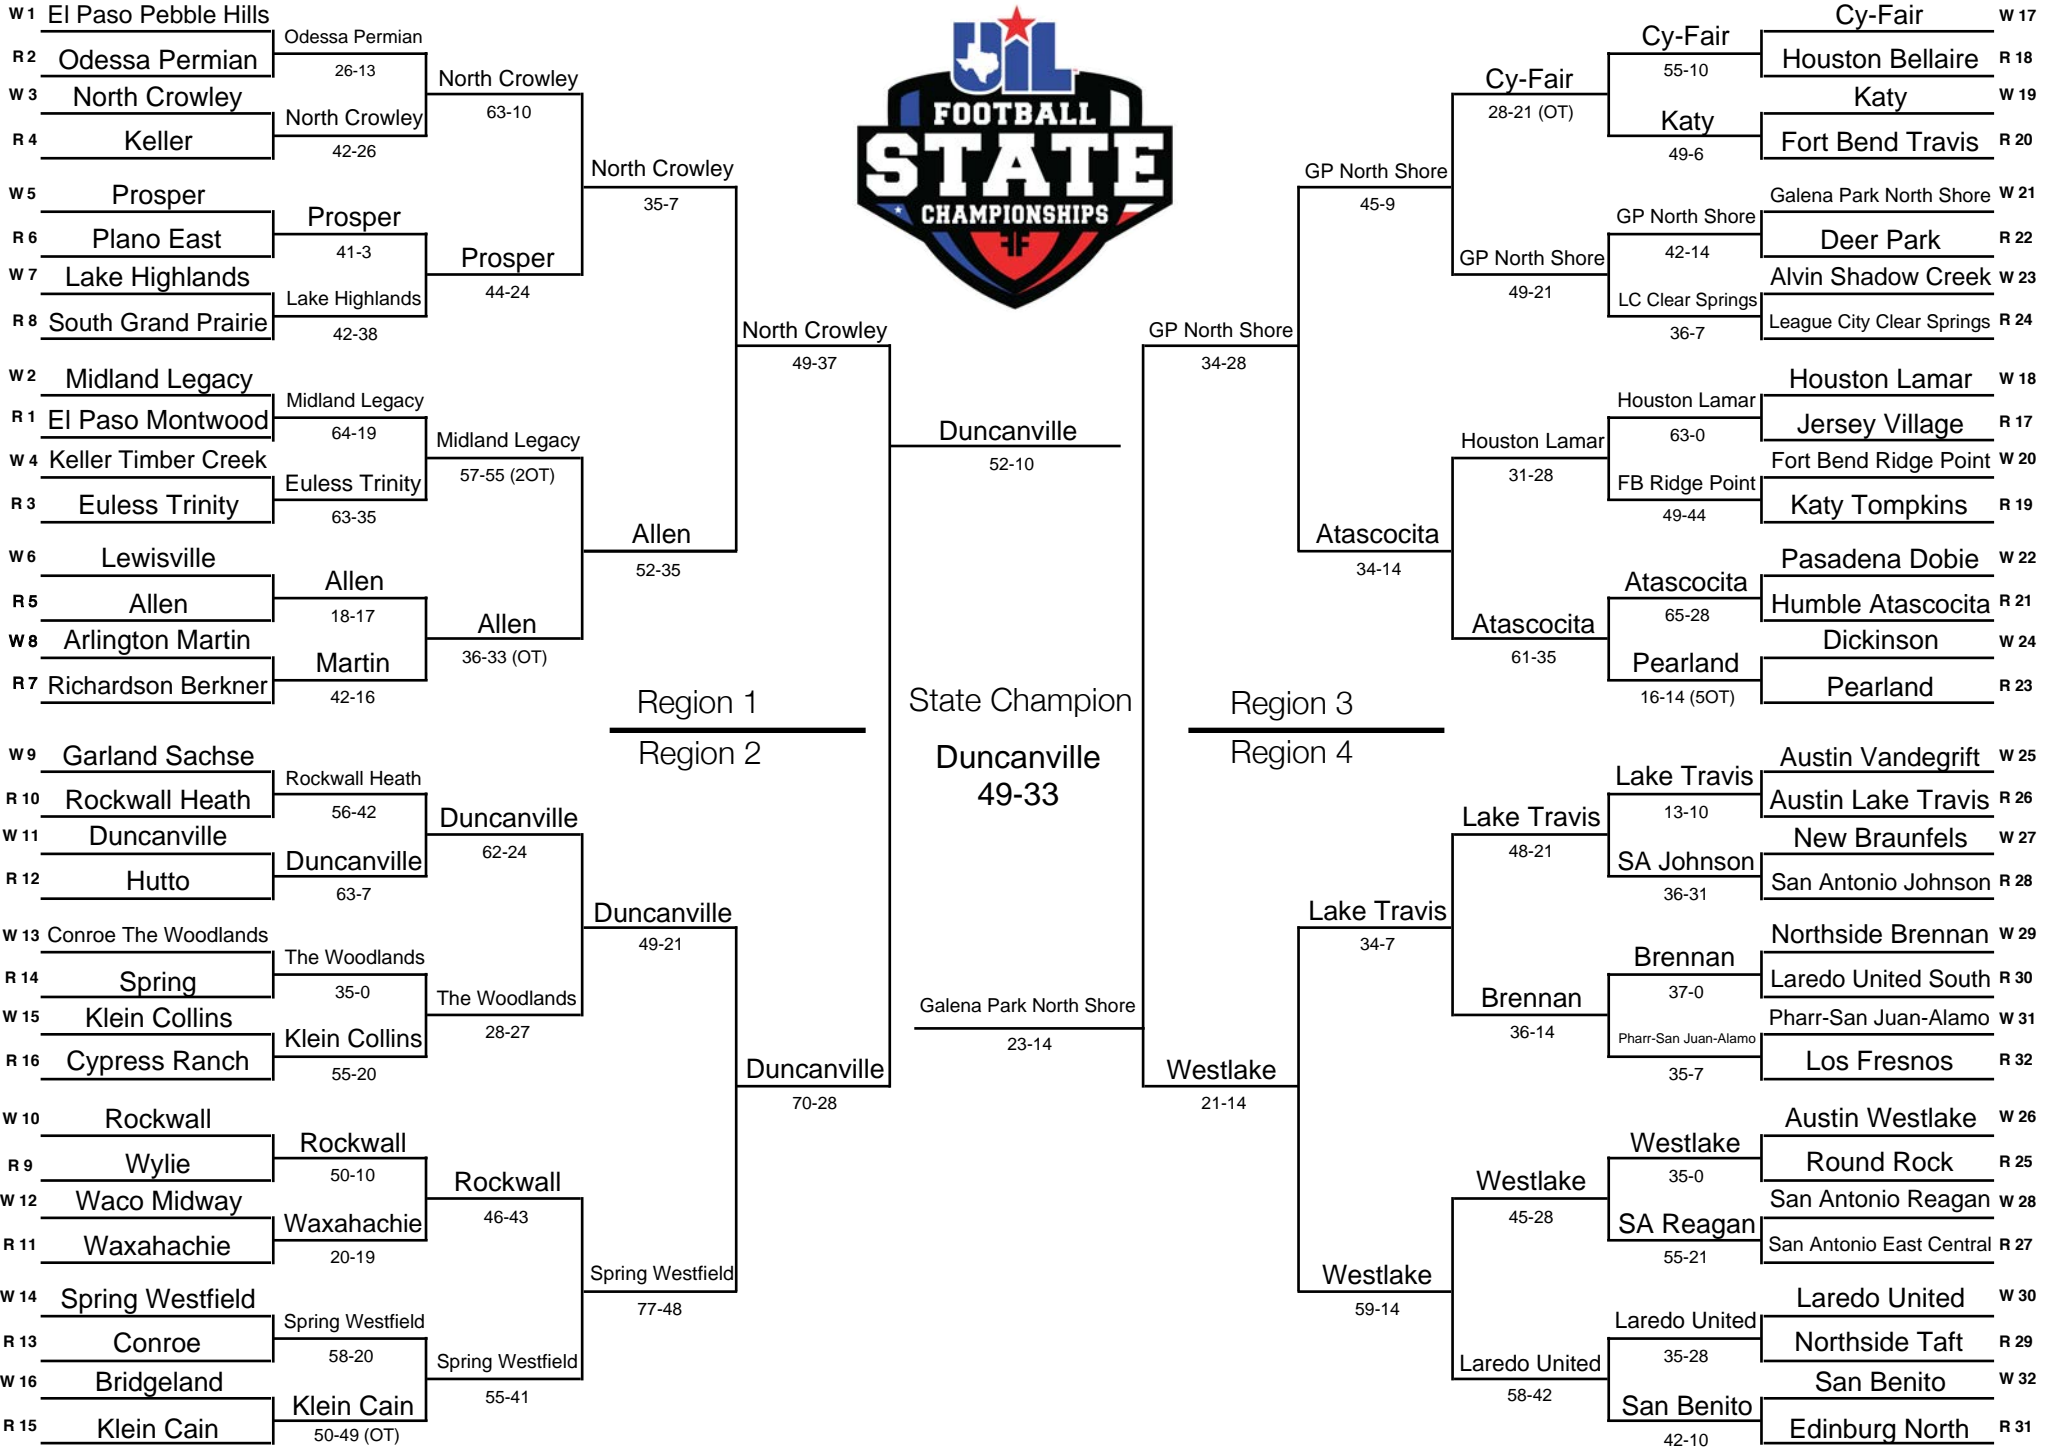 W 1 El Paso Pebble Hills
R 2 Odessa Permian
W 3 North Crowley
R 4 Keller
W 5 Prosper
R 6 Plano East
W 7 Lake Highlands
R 8 South Grand Prairie
W 2 Midland Legacy
R 1 El Paso Montwood
W 4 Keller Timber Creek
R 3 Euless Trinity
W 6 Lewisville
R 5 Allen
W 8 Arlington Martin
R 7 Richardson Berkner
W 9 Garland Sachse
R 10 Rockwall Heath
W 11 Duncanville
R 12 Hutto
W 13 Conroe The Woodlands
R 14 Spring
W 15 Klein Collins
R 16 Cypress Ranch
W 10 Rockwall
R 9 Wylie
W 12 Waco Midway
R 11 Waxahachie
W 14 Spring Westfield
R 13 Conroe
W 16 Bridgeland
R 15 Klein Cain
Odessa Permian
26-13
North Crowley
42-26
Prosper
41-3
Lake Highlands
42-38
Midland Legacy
64-19
Euless Trinity
63-35
Allen
18-17
Martin
42-16
Rockwall Heath
56-42
Duncanville
63-7
The Woodlands
35-0
Klein Collins
55-20
Rockwall
50-10
Waxahachie
20-19
Spring Westfield
58-20
Klein Cain
50-49 (OT)
North Crowley
63-10
Prosper
44-24
Midland Legacy
57-55 (2OT)
Allen
36-33 (OT)
Duncanville
62-24
The Woodlands
28-27
Rockwall
46-43
Spring Westfield
55-41
North Crowley
35-7
Allen
52-35
Duncanville
49-21
Spring Westfield
77-48
Region 1
Region 2
North Crowley
49-37
Duncanville
70-28
UIL
FOOTBALL
STATE
CHAMPIONSHIPS
Duncanville
52-10
State Champion
Duncanville
49-33
Galena Park North Shore
23-14
GP North Shore
34-28
Westlake
21-14
Region 3
Region 4
GP North Shore
45-9
Atascocita
34-14
Lake Travis
34-7
Westlake
59-14
Cy-Fair
28-21 (OT)
GP North Shore
49-21
Houston Lamar
31-28
Atascocita
61-35
Lake Travis
48-21
Brennan
36-14
Westlake
45-28
Laredo United
58-42
Cy-Fair
55-10
Katy
49-6
GP North Shore
42-14
LC Clear Springs
36-7
Houston Lamar
63-0
FB Ridge Point
49-44
Atascocita
65-28
Pearland
16-14 (5OT)
Lake Travis
13-10
SA Johnson
36-31
Brennan
37-0
Pharr-San Juan-Alamo
35-7
Westlake
35-0
SA Reagan
55-21
Laredo United
35-28
San Benito
42-10
Cy-Fair W 17
Houston Bellaire R 18
Katy W 19
Fort Bend Travis R 20
Galena Park North Shore W 21
Deer Park R 22
Alvin Shadow Creek W 23
League City Clear Springs R 24
Houston Lamar W 18
Jersey Village R 17
Fort Bend Ridge Point W 20
Katy Tompkins R 19
Pasadena Dobie W 22
Humble Atascocita R 21
Dickinson W 24
Pearland R 23
Austin Vandegrift W 25
Austin Lake Travis R 26
New Braunfels W 27
San Antonio Johnson R 28
Northside Brennan W 29
Laredo United South R 30
Pharr-San Juan-Alamo W 31
Los Fresnos R 32
Austin Westlake W 26
Round Rock R 25
San Antonio Reagan W 28
San Antonio East Central R 27
Laredo United W 30
Northside Taft R 29
San Benito W 32
Edinburg North R 31